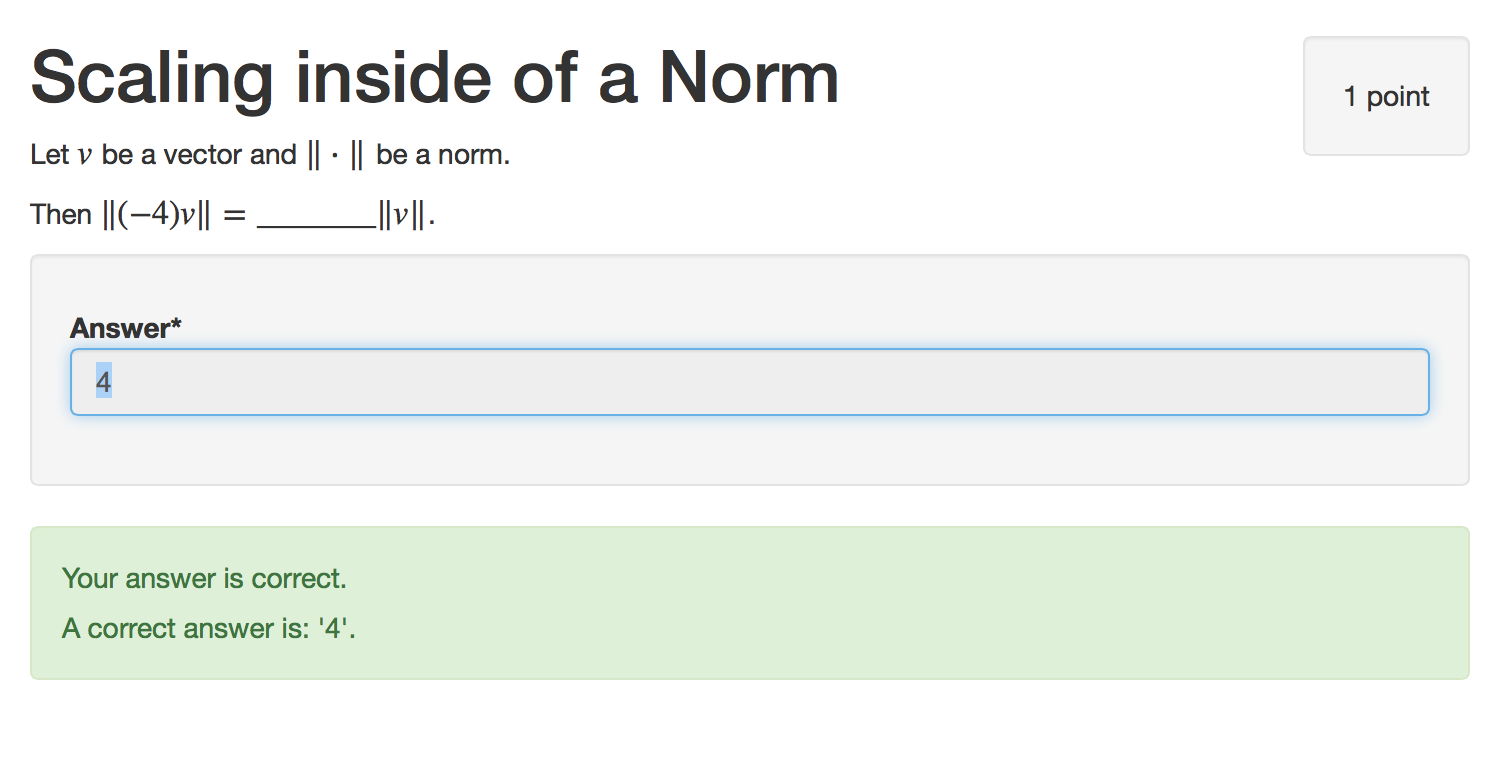 Scaling inside of a Norm
1 point
Let v be a vector and ‖ · ‖ be a norm.
Then ‖(−4)v‖ = ________‖v‖.
Answer*
4
Your answer is correct.
A correct answer is: '4'.